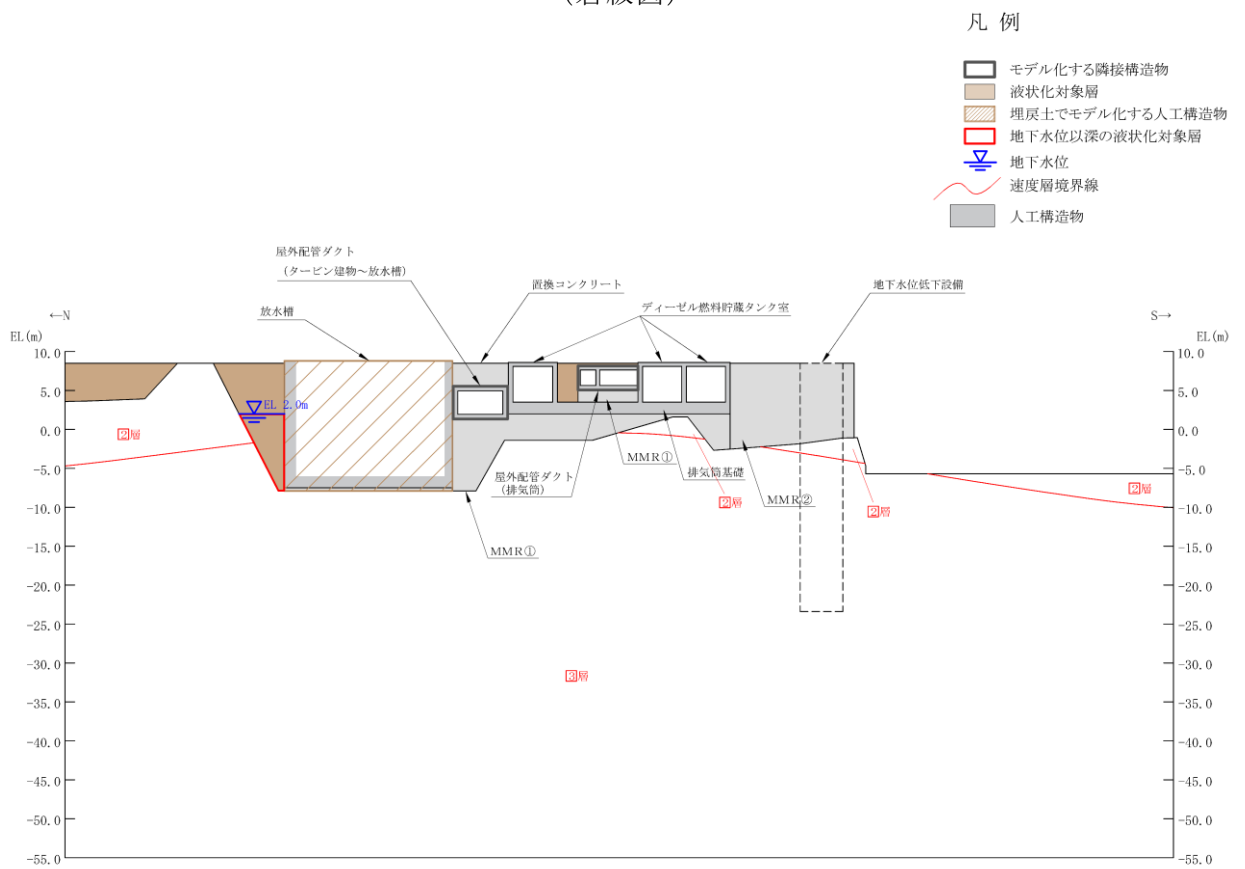 (岩級図)
凡 例
モデル化する隣接構造物
液状化対象層
埋戻土でモデル化する人工構造物
地下水位以深の液状化対象層
地下水位
速度層境界線
人工構造物
屋外配管ダクト
(タービン建物～放水槽)
置換コンクリート
ディーゼル燃料貯蔵タンク室
地下水位低下設備
放水槽
←N
S→
EL(m)
EL(m)
10.0
5.0
0.0
-5.0
-10.0
-15.0
-20.0
-25.0
-30.0
-35.0
-40.0
-45.0
-50.0
-55.0
EL 2.0m
2層
MMR①
屋外配管ダクト
(排気筒)
MMR①
排気筒基礎
2層
MMR②
2層
2層
3層
10.0
5.0
0.0
-5.0
-10.0
-15.0
-20.0
-25.0
-30.0
-35.0
-40.0
-45.0
-50.0
-55.0